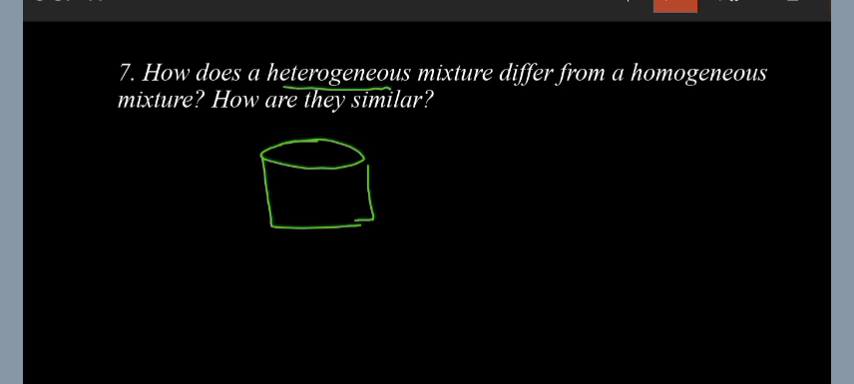 7. How does a heterogeneous mixture differ from a homogeneous
mixture? How are they similar?